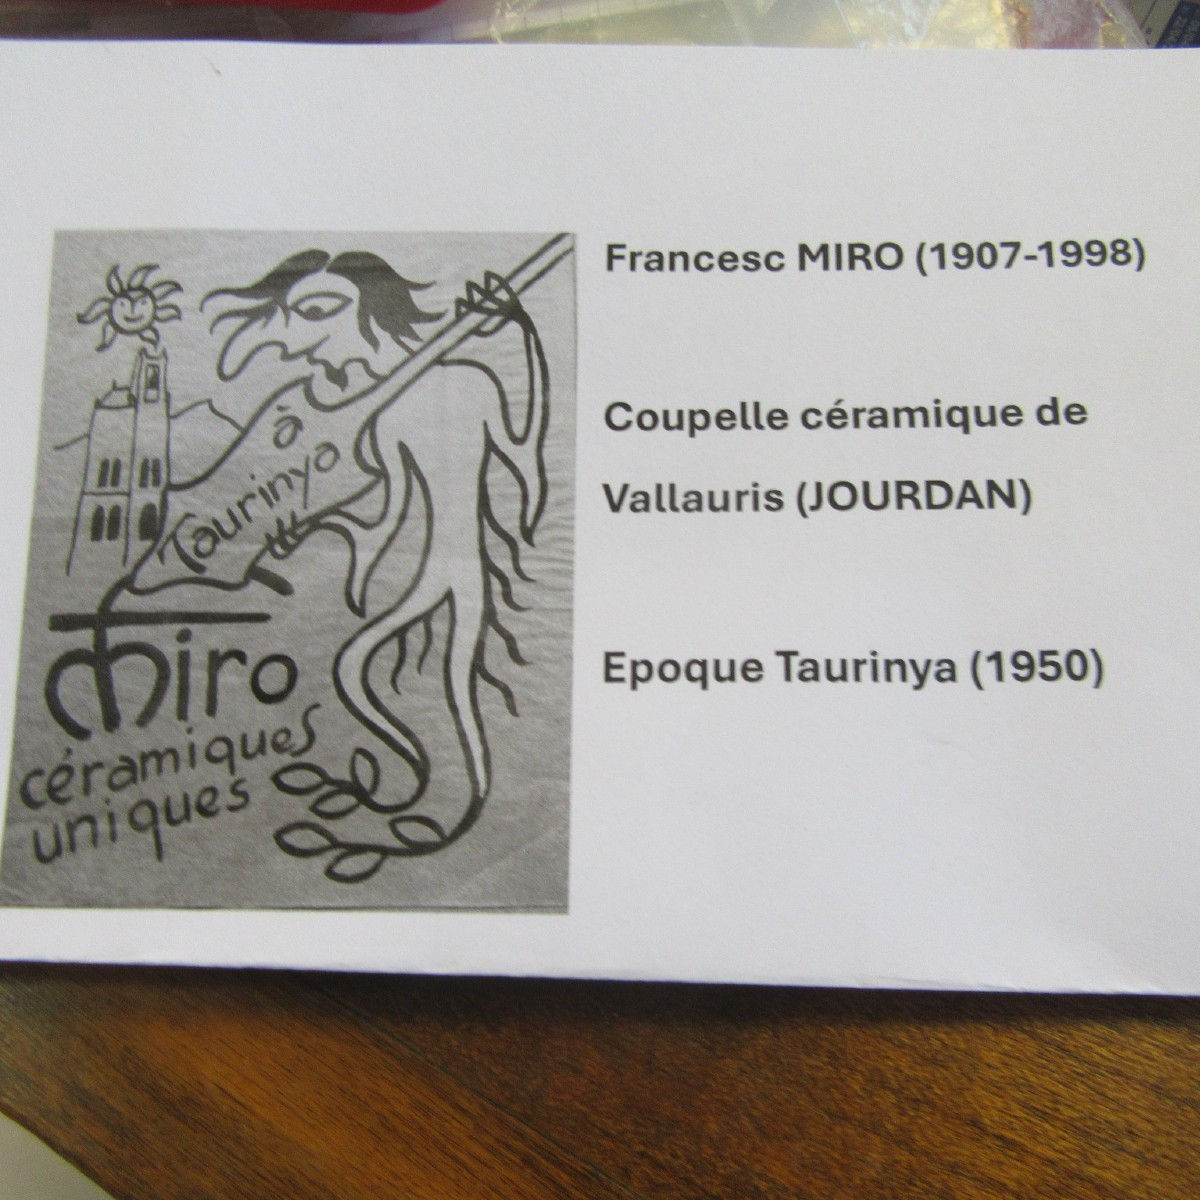 à
Taurinya
miro
céramiques
uniques
Francesc MIRO (1907-1998)
Coupelle céramique de
Vallauris (JOURDAN)
Epoque Taurinya (1950)